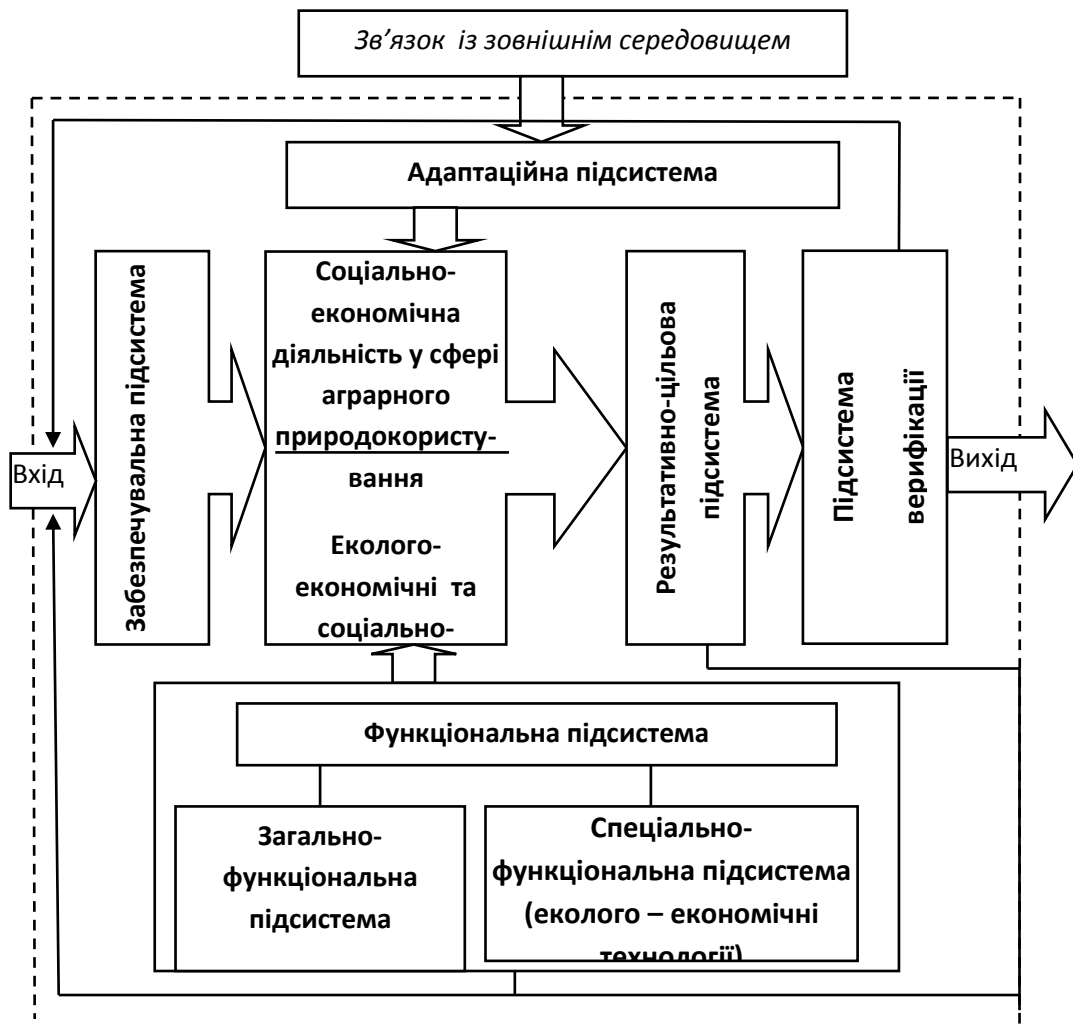 Зв’язок із зовнішнім середовищем
Адаптаційна підсистема
Вхід
Забезпечувальна підсистема
Соціально-
економічна
діяльність у сфері
аграрного
природокористу-
вання
Еколого-
економічні та
соціально-
Результативно-цільова
підсистема
Підсистема
верифікації
Вихід
Функціональна підсистема
Загально-
функціональна
підсистема
Спеціально-
функціональна підсистема
(еколого – економічні
технології)